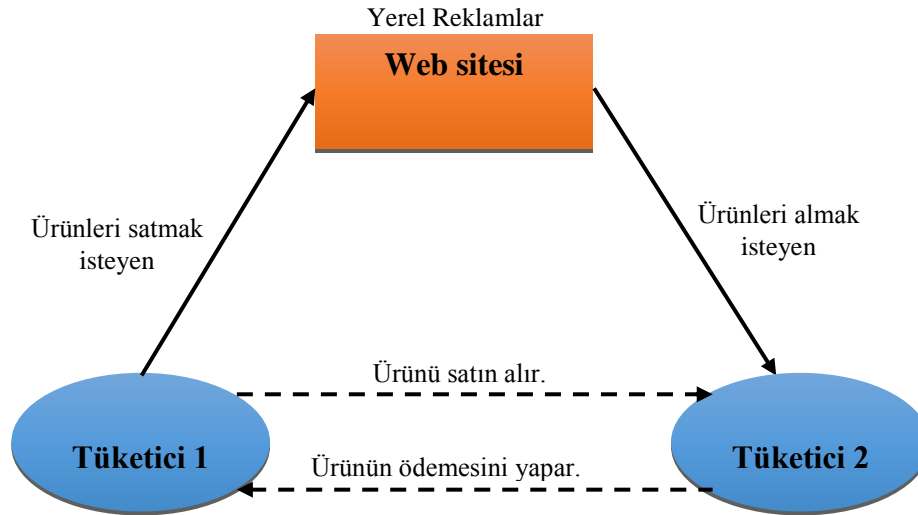 Yerel Reklamlar
Web sitesi
Ürünleri satmak
isteyen
Ürünleri almak
isteyen
Ürünü satın alır.
Tüketici 1
Tüketici 2
Ürünün ödemesini yapar.